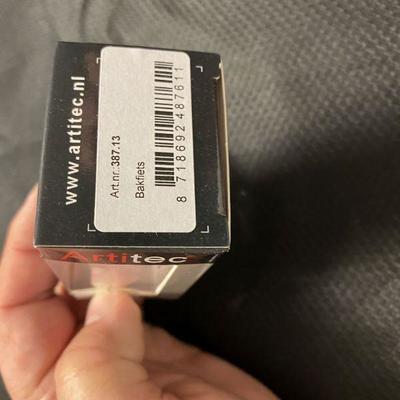 www.artitec.nl
Art.nr.:387.13
Bakfiets
8 718692 487611
Artitec